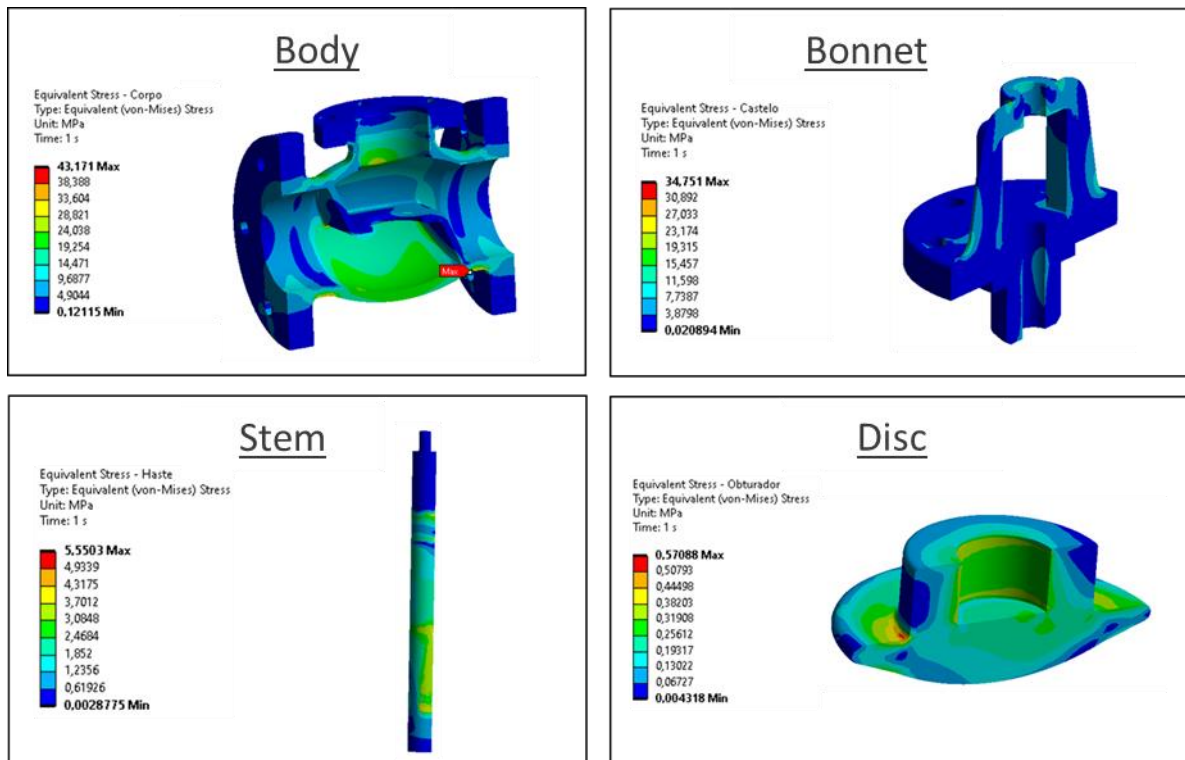 Body
Equivalent Stress - Corpo
Type: Equivalent (von-Mises) Stress
Unit: MPa
Time: 1 s
43,171 Max
38,388
33,604
28,821
24,038
19,254
14,471
9,6877
4,9044
0,12115 Min
Max
Bonnet
Equivalent Stress - Castelo
Type: Equivalent (von-Mises) Stress
Unit: MPa
Time: 1 s
34,751 Max
30,892
27,033
23,174
19,315
15,457
11,598
7,7387
3,8798
0,020894 Min
Stem
Equivalent Stress - Haste
Type: Equivalent (von-Mises) Stress
Unit: MPa
Time: 1 s
5,5503 Max
4,9339
4,3175
3,7012
3,0848
2,4684
1,852
1,2356
0,61926
0,0028775 Min
Disc
Equivalent Stress - Obturador
Type: Equivalent (von-Mises) Stress
Unit: MPa
Time: 1 s
0,57088 Max
0,50793
0,44498
0,38203
0,31908
0,25612
0,19317
0,13022
0,06727
0,004318 Min